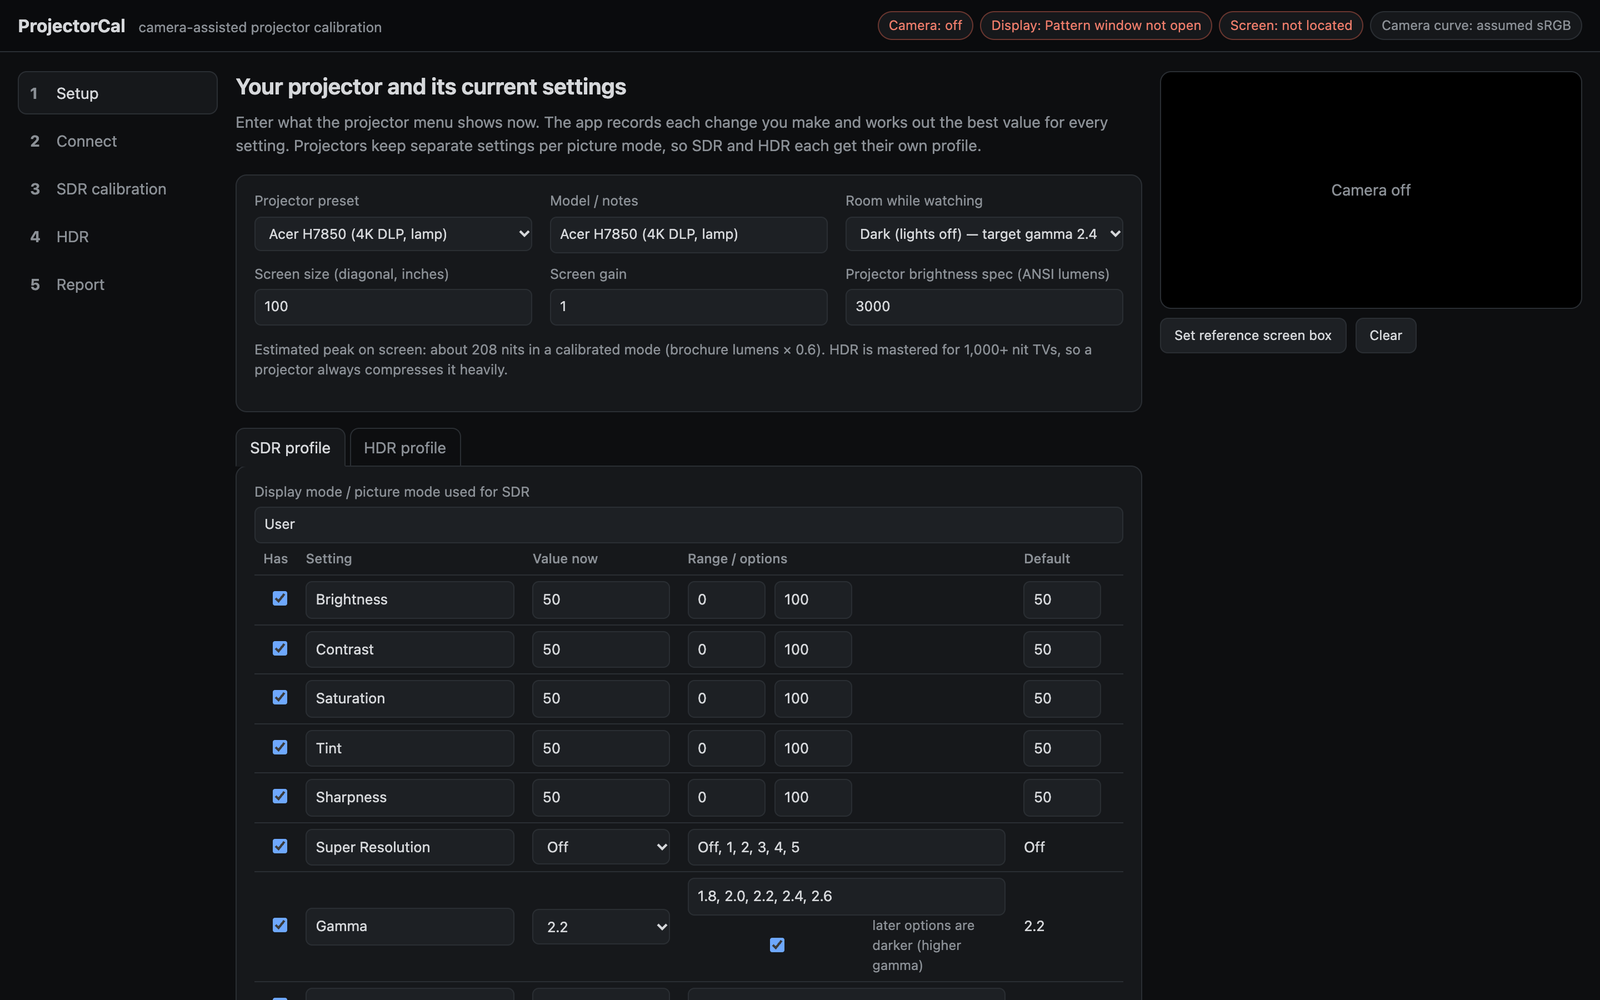 ProjectorCal camera-assisted projector calibration
Camera: off
Display: Pattern window not open
Screen: not located
Camera curve: assumed sRGB
1 Setup
2 Connect
3 SDR calibration
4 HDR
5 Report
Your projector and its current settings
Enter what the projector menu shows now. The app records each change you make and works out the best value for every
setting. Projectors keep separate settings per picture mode, so SDR and HDR each get their own profile.
Projector preset
Model / notes
Room while watching
Acer H7850 (4K DLP, lamp)
Acer H7850 (4K DLP, lamp)
Dark (lights off) — target gamma 2.4
Screen size (diagonal, inches)
Screen gain
Projector brightness spec (ANSI lumens)
100
1
3000
Estimated peak on screen: about 208 nits in a calibrated mode (brochure lumens × 0.6). HDR is mastered for 1,000+ nit TVs, so a
projector always compresses it heavily.
SDR profile
HDR profile
Display mode / picture mode used for SDR
User
Has Setting Value now Range / options Default
Brightness 50 0 100 50
Contrast 50 0 100 50
Saturation 50 0 100 50
Tint 50 0 100 50
Sharpness 50 0 100 50
Super Resolution Off Off, 1, 2, 3, 4, 5 Off
1.8, 2.0, 2.2, 2.4, 2.6
Gamma 2.2 2.2
later options are
darker (higher
gamma)
Camera off
Set reference screen box
Clear